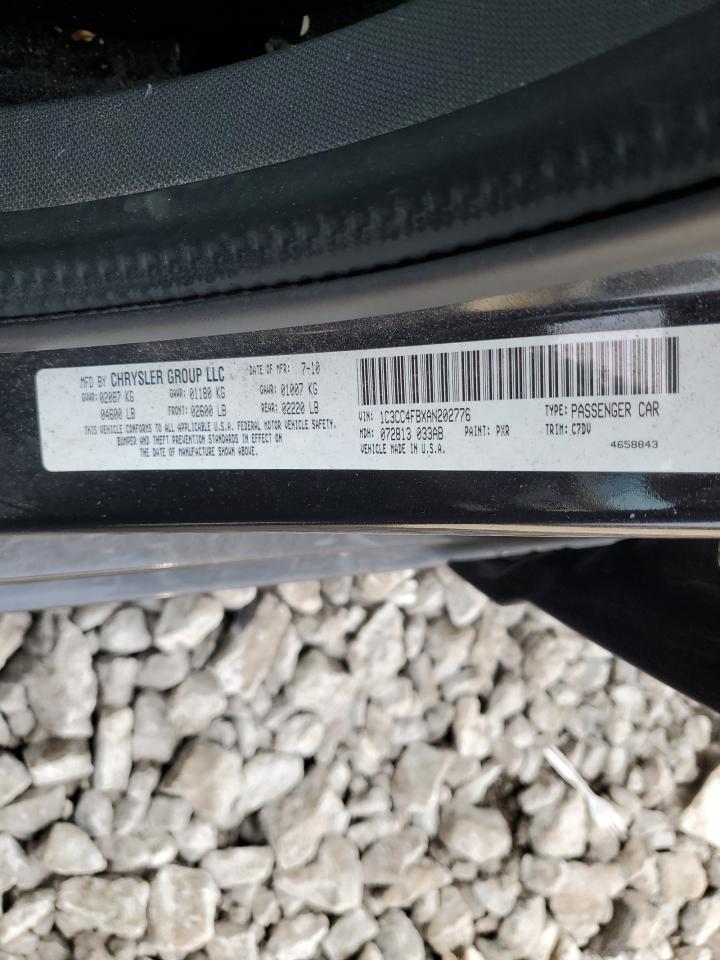 MFD BY CHRYSLER GROUP LLC DATE OF MFR: 7-10
GVWR: 02087 KG GAWR: 01180 KG GAWR: 01007 KG
04600 LB FRONT: 02600 LB REAR: 02220 LB
THIS VEHICLE CONFORMS TO ALL APPLICABLE U.S.A. FEDERAL MOTOR VEHICLE SAFETY,
BUMPER AND THEFT PREVENTION STANDARDS IN EFFECT ON
THE DATE OF MANUFACTURE SHOWN ABOVE.
VIN: 1C3CC4FBXAN202776 TYPE: PASSENGER CAR
MDH: 072813 033AB PAINT: PXR TRIM: C7DV
VEHICLE MADE IN U.S.A. 4658843